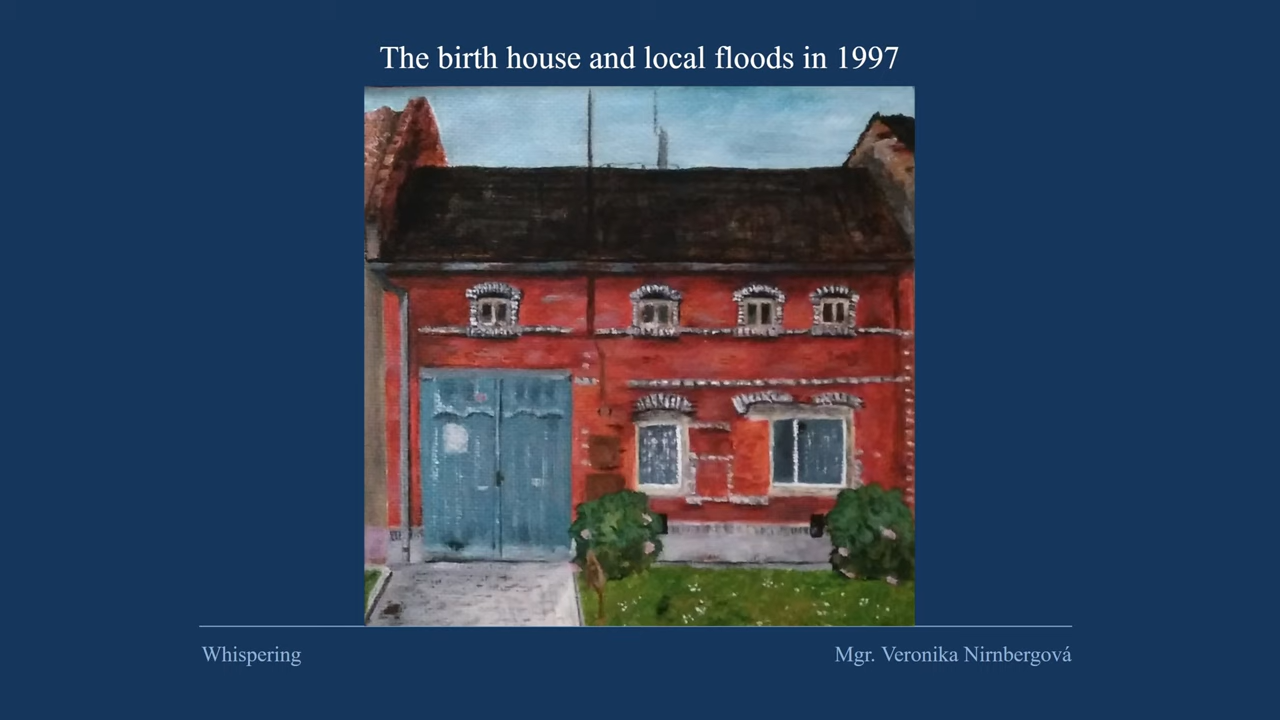 The birth house and local floods in 1997
Whispering
Mgr. Veronika Nirnbergová